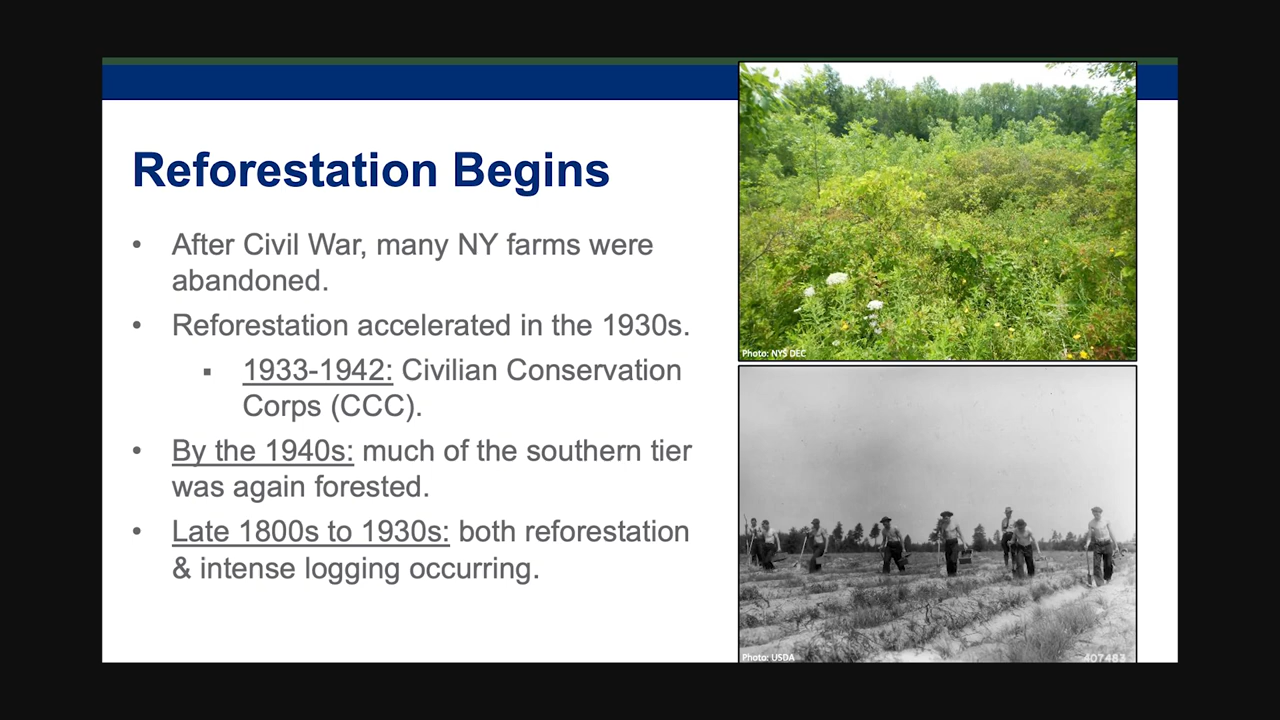 Reforestation Begins
• After Civil War, many NY farms were
abandoned.
• Reforestation accelerated in the 1930s.
▪ 1933-1942: Civilian Conservation
Corps (CCC).
• By the 1940s: much of the southern tier
was again forested.
• Late 1800s to 1930s: both reforestation
& intense logging occurring.
Photo: NYS DEC
Photo: USDA
407483